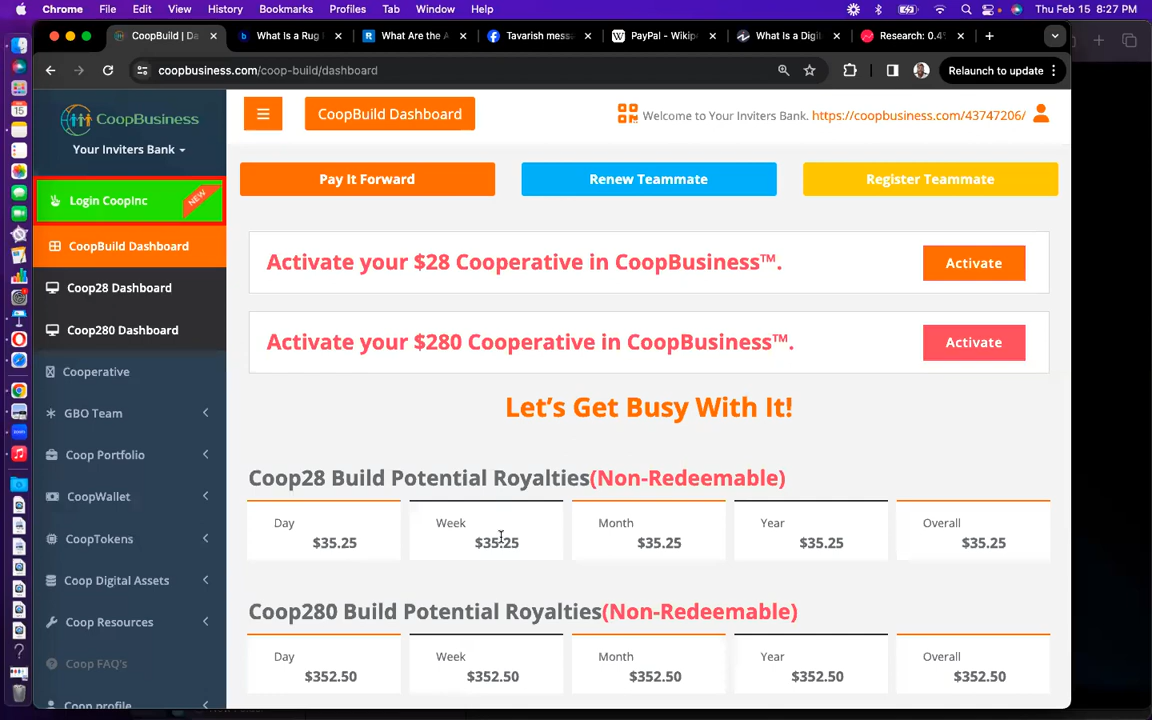 Chrome File Edit View History Bookmarks Profiles Tab Window Help Thu Feb 15 8:27 PM
CoopBuild | Da What Is a Rug What Are the A Tavarish mess PayPal - Wikip What Is a Digit Research: 0.4
coopbusiness.com/coop-build/dashboard Relaunch to update
15
CoopBusiness
Your Inviters Bank
Login CoopInc
NEW
CoopBuild Dashboard
Coop28 Dashboard
Coop280 Dashboard
Cooperative
GBO Team
Coop Portfolio
CoopWallet
CoopTokens
Coop Digital Assets
Coop Resources
Coop FAQ's
Coop profile
CoopBuild Dashboard
Welcome to Your Inviters Bank. https://coopbusiness.com/43747206/
Pay It Forward Renew Teammate Register Teammate
Activate your $28 Cooperative in CoopBusiness™. Activate
Activate your $280 Cooperative in CoopBusiness™. Activate
Let's Get Busy With It!
Coop28 Build Potential Royalties(Non-Redeemable)
Day Week Month Year Overall
$35.25 $35.25 $35.25 $35.25 $35.25
Coop280 Build Potential Royalties(Non-Redeemable)
Day Week Month Year Overall
$352.50 $352.50 $352.50 $352.50 $352.50